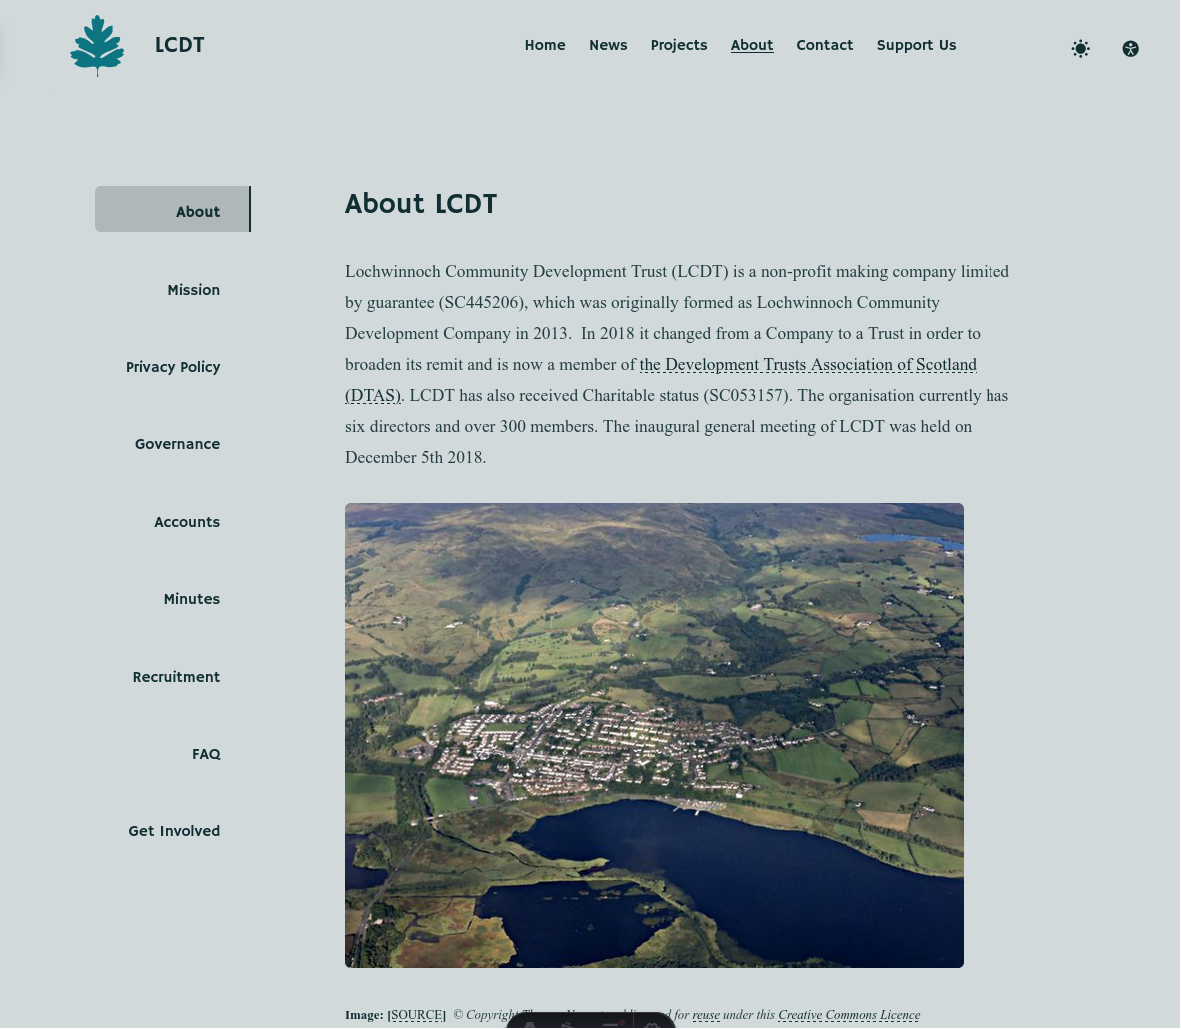 LCDT
Home News Projects About Contact Support Us
About
Mission
Privacy Policy
Governance
Accounts
Minutes
Recruitment
FAQ
Get Involved
About LCDT
Lochwinnoch Community Development Trust (LCDT) is a non-profit making company limited
by guarantee (SC445206), which was originally formed as Lochwinnoch Community
Development Company in 2013.  In 2018 it changed from a Company to a Trust in order to
broaden its remit and is now a member of the Development Trusts Association of Scotland
(DTAS). LCDT has also received Charitable status (SC053157). The organisation currently has
six directors and over 300 members. The inaugural general meeting of LCDT was held on
December 5th 2018.
Image: [SOURCE] © Copyright for reuse under this Creative Commons Licence